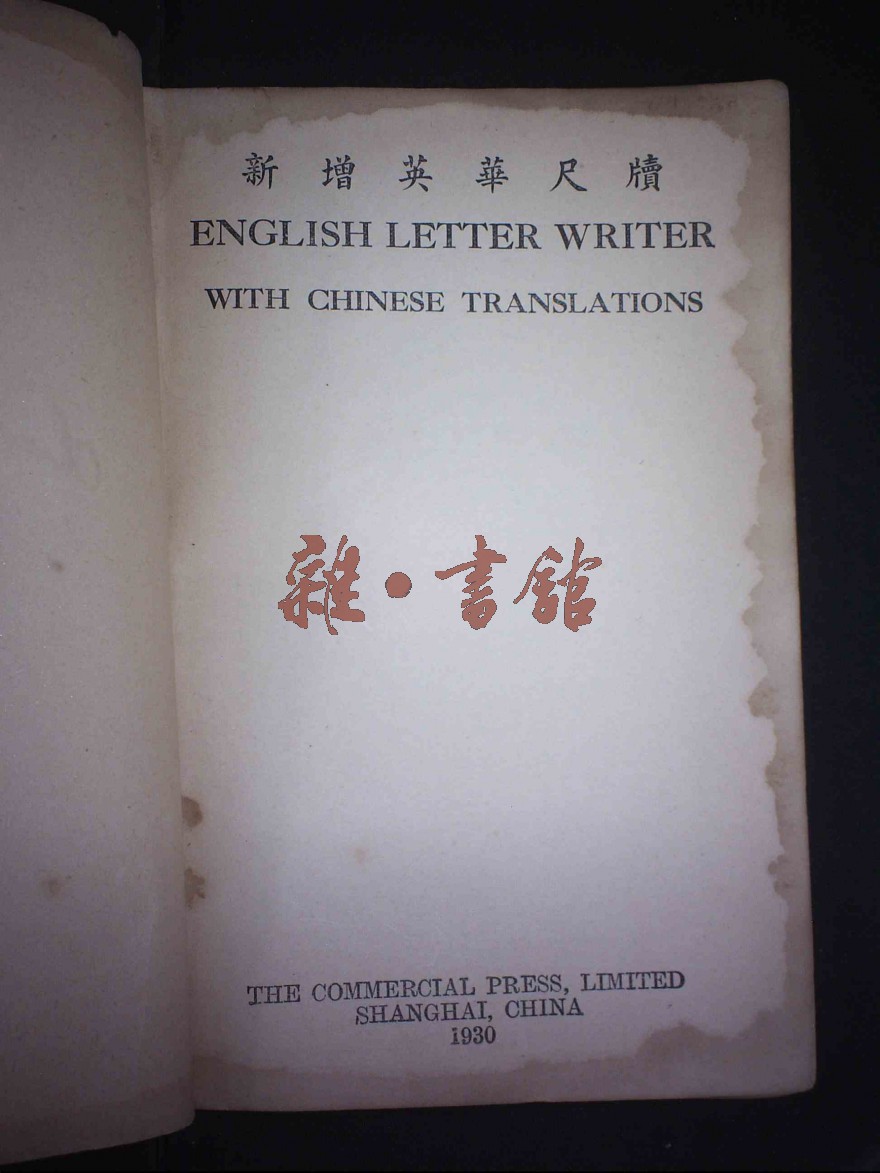 新增英華尺牘
ENGLISH LETTER WRITER
WITH CHINESE TRANSLATIONS
雜·書館
THE COMMERCIAL PRESS, LIMITED
SHANGHAI, CHINA
1930